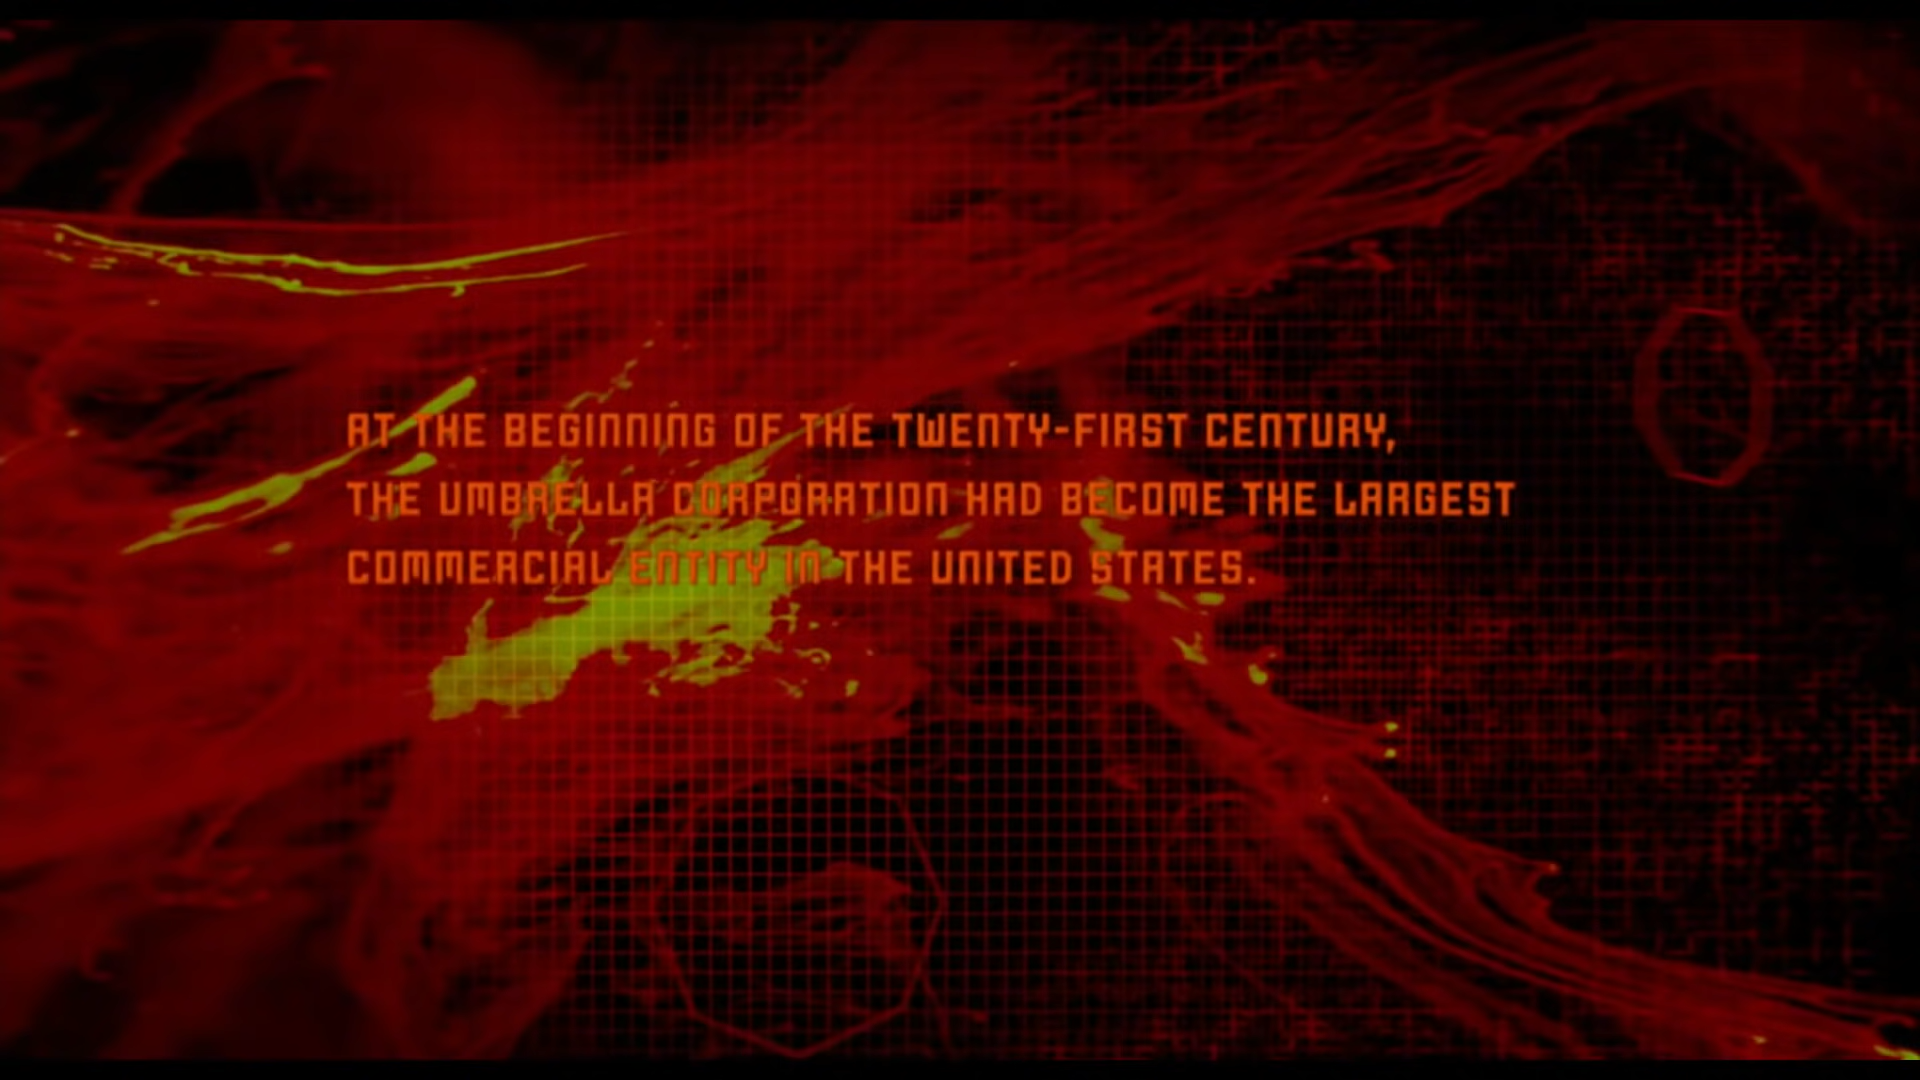 AT THE BEGINNING OF THE TWENTY-FIRST CENTURY,
THE UMBRELLA CORPORATION HAD BECOME THE LARGEST
COMMERCIAL ENTITY IN THE UNITED STATES.